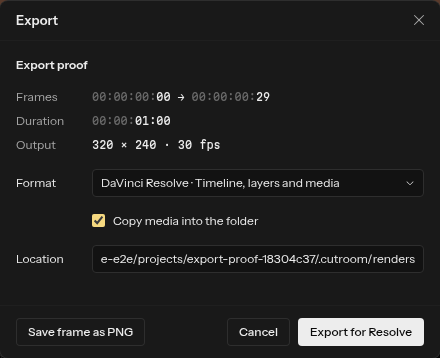 Export
Export proof
Frames 00:00:00:00 → 00:00:00:29
Duration 00:00:01:00
Output 320 × 240 · 30 fps
Format DaVinci Resolve · Timeline, layers and media
Copy media into the folder
Location e-e2e/projects/export-proof-18304c37/.cutroom/renders
Save frame as PNG Cancel Export for Resolve